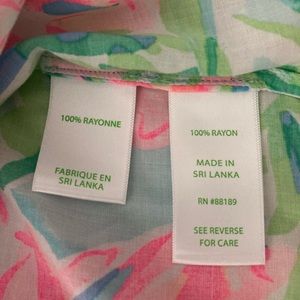 100% RAYONNE
FABRIQUE EN
SRI LANKA
100% RAYON
MADE IN
SRI LANKA
RN #88189
SEE REVERSE
FOR CARE